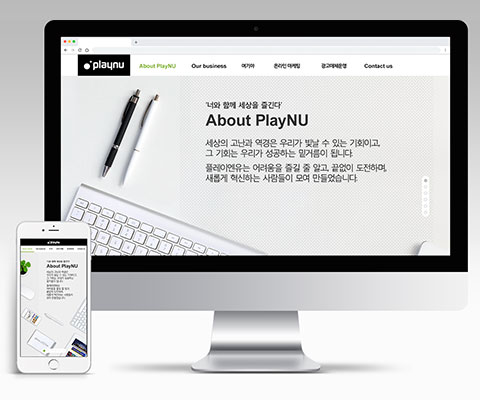 playnu
About PlayNU
Our business
여기야
온라인 마케팅
광고매체운영
Contact us
'너와 함께 세상을 즐긴다'
About PlayNU
세상의 고난과 역경은 우리가 빛날 수 있는 기회이고,
그 기회는 우리가 성공하는 밑거름이 됩니다.
플레이엔유는 어려움을 즐길 줄 알고, 끝없이 도전하며,
새롭게 혁신하는 사람들이 모여 만들었습니다.
About PlayNU